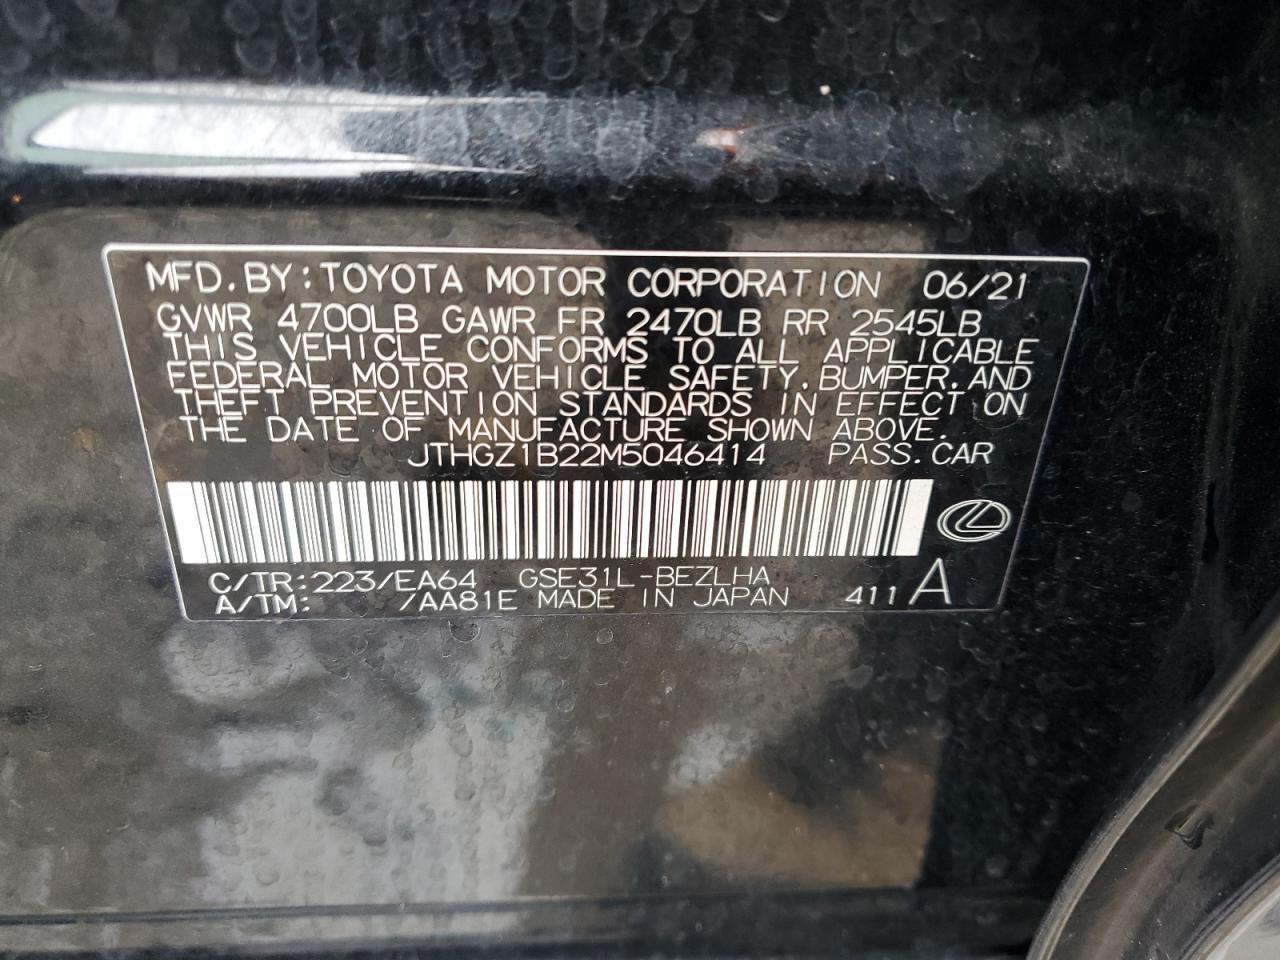 MFD. BY: TOYOTA MOTOR CORPORATION 06/21
GVWR 4700LB GAWR FR 2470LB RR 2545LB
THIS VEHICLE CONFORMS TO ALL APPLICABLE
FEDERAL MOTOR VEHICLE SAFETY, BUMPER, AND
THEFT PREVENTION STANDARDS IN EFFECT ON
THE DATE OF MANUFACTURE SHOWN ABOVE.
JTHGZ1B22M5046414 PASS. CAR
C/TR: 223/EA64 GSE31L-BEZLHA
A/TM: /AA81E MADE IN JAPAN 411 A